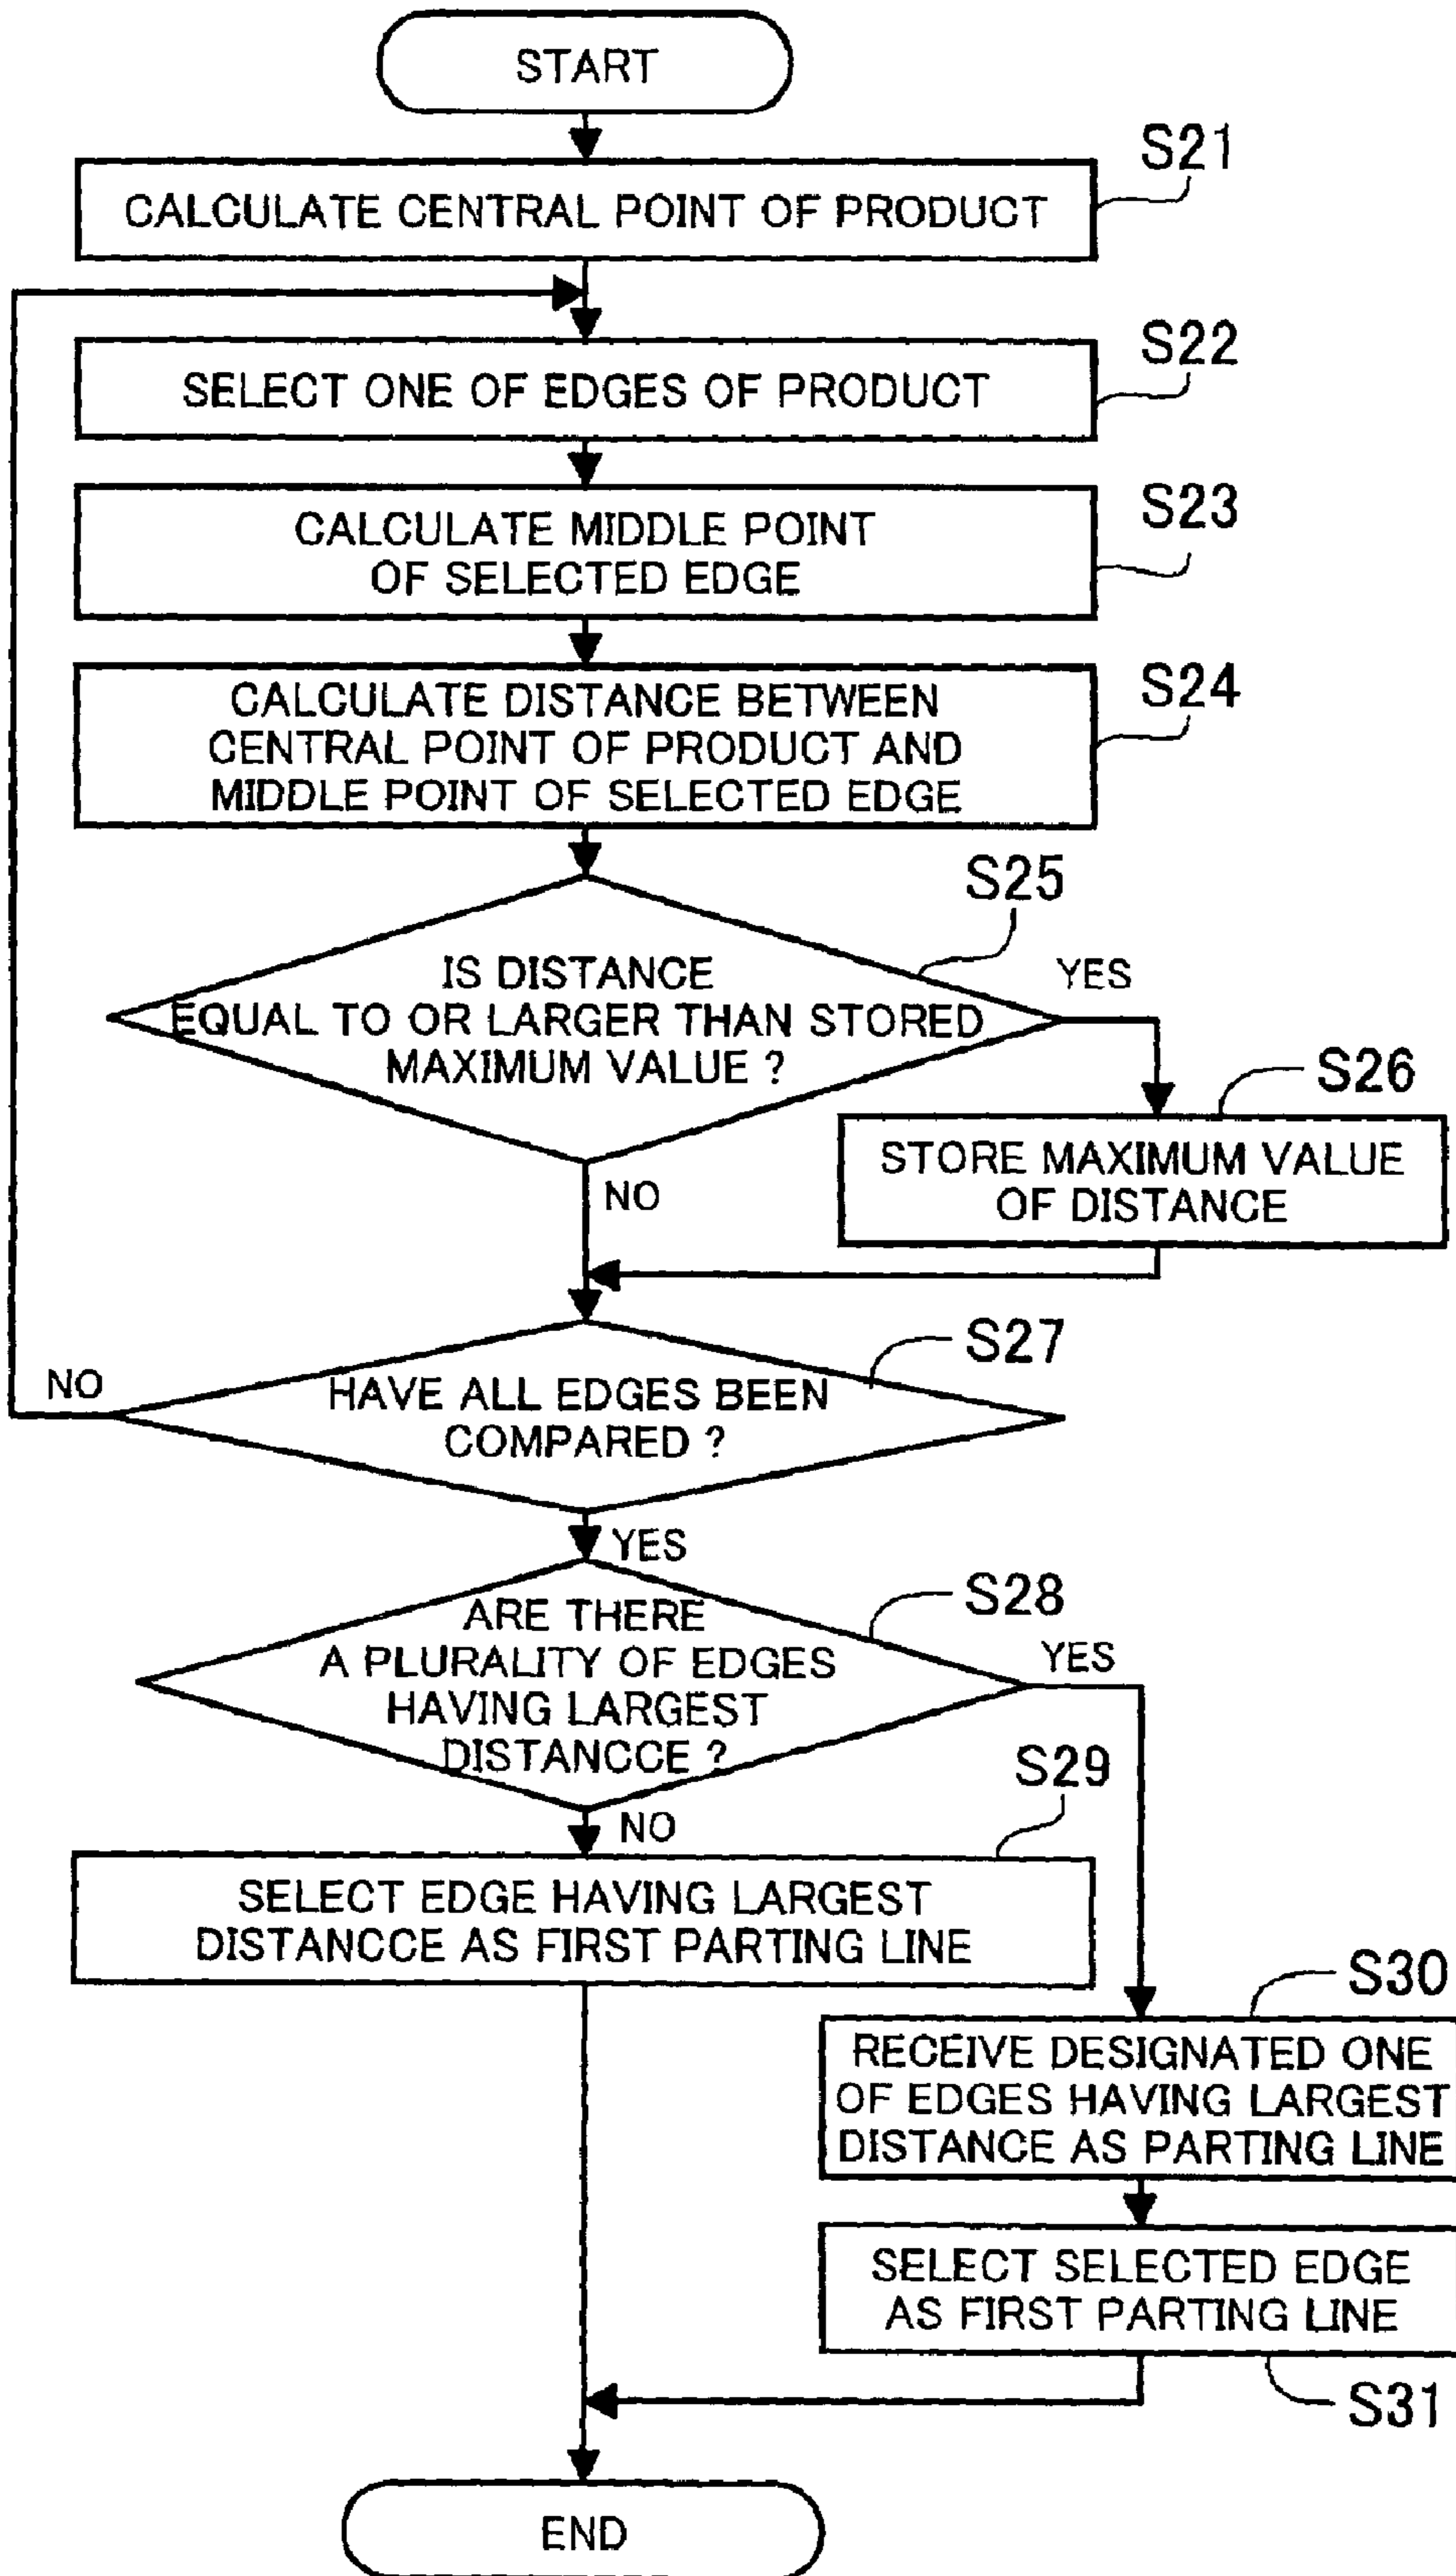 START
S21
CALCULATE CENTRAL POINT OF PRODUCT
S22
SELECT ONE OF EDGES OF PRODUCT
S23
CALCULATE MIDDLE POINT
OF SELECTED EDGE
S24
CALCULATE DISTANCE BETWEEN
CENTRAL POINT OF PRODUCT AND
MIDDLE POINT OF SELECTED EDGE
S25
IS DISTANCE
EQUAL TO OR LARGER THAN STORED
MAXIMUM VALUE ?
YES
S26
STORE MAXIMUM VALUE
OF DISTANCE
NO
S27
HAVE ALL EDGES BEEN
COMPARED ?
NO
YES
S28
ARE THERE
A PLURALITY OF EDGES
HAVING LARGEST
DISTANCCE ?
YES
NO
S29
SELECT EDGE HAVING LARGEST
DISTANCCE AS FIRST PARTING LINE
S30
RECEIVE DESIGNATED ONE
OF EDGES HAVING LARGEST
DISTANCE AS PARTING LINE
SELECT SELECTED EDGE
AS FIRST PARTING LINE
S31
END